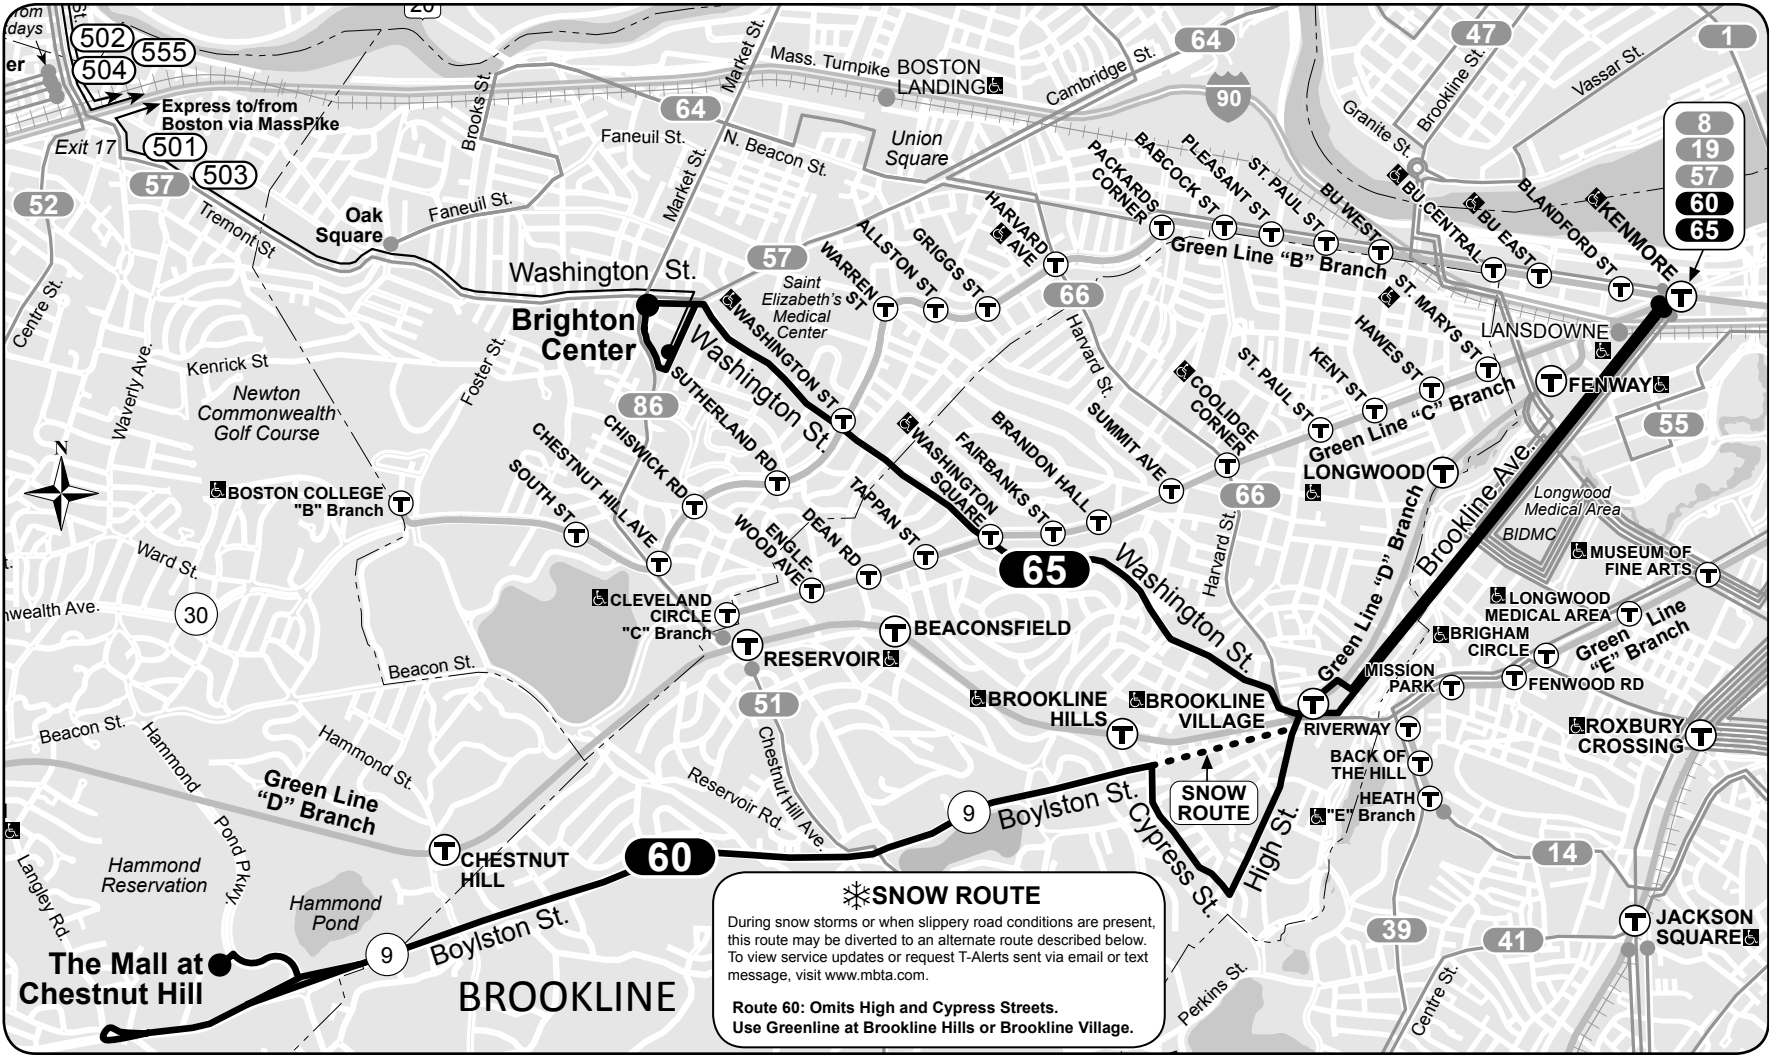 rom
days
er
St.
502
504
555
20
Express to/from
Boston via MassPike
Exit 17
501
503
57
52
Tremont St
Oak
Square
Faneuil St.
Brooks St.
64
Faneuil St.
Market St.
Market St.
N. Beacon St.
Mass. Turnpike
BOSTON
LANDING
Union
Square
Cambridge St.
64
90
47
1
Brookline St.
Vassar St.
Granite St.
8
19
57
60
65
Washington St.
57
Saint
Elizabeth's
Medical
Center
Brighton
Center
WARREN
ST
ALLSTON ST
GRIGGS ST
HARVARD
AVE
PACKARDS
CORNER
BABCOCK ST
PLEASANT ST
ST. PAUL ST
BU WEST
BU CENTRAL
BU EAST
BLANDFORD ST
KENMORE
Green Line “B” Branch
66
Harvard St.
LANSDOWNE
FENWAY
55
ST. MARYS ST
HAWES ST
KENT ST
ST. PAUL ST
COOLIDGE
CORNER
SUMMIT AVE
BRANDON HALL
FAIRBANKS ST
WASHINGTON
SQUARE
TAPPAN ST
DEAN RD
ENGLE-
WOOD AVE
Green Line “C” Branch
Centre St.
Waverly Ave.
Kenrick St
Newton
Commonwealth
Golf Course
Foster St.
86
WASHINGTON ST
Washington St.
SUTHERLAND RD
CHISWICK RD
CHESTNUT HILL AVE
SOUTH ST
N
BOSTON COLLEGE
"B" Branch
Ward St.
t.
nwealth Ave.
30
CLEVELAND
CIRCLE
"C" Branch
RESERVOIR
BEACONSFIELD
65
Washington St.
66
Harvard St.
LONGWOOD
Green Line “D” Branch
Brookline Ave.
Longwood
Medical Area
BIDMC
MUSEUM OF
FINE ARTS
LONGWOOD
MEDICAL AREA
Green Line
“E” Branch
BRIGHAM
CIRCLE
FENWOOD RD
MISSION
PARK
RIVERWAY
ROXBURY
CROSSING
BACK OF
THE HILL
HEATH
"E" Branch
Beacon St.
Beacon St.
Hammond
Pond Pkwy.
Hammond St.
Green Line
“D” Branch
51
Chestnut Hill Ave.
Reservoir Rd.
BROOKLINE
HILLS
BROOKLINE
VILLAGE
SNOW
ROUTE
9
Boylston St.
Cypress St.
High St.
60
CHESTNUT
HILL
Hammond
Reservation
Hammond
Pond
Langley Rd.
The Mall at
Chestnut Hill
9
Boylston St.
BROOKLINE
14
39
41
JACKSON
SQUARE
Centre St.
Perkins St.
SNOW ROUTE
During snow storms or when slippery road conditions are present,
this route may be diverted to an alternate route described below.
To view service updates or request T-Alerts sent via email or text
message, visit www.mbta.com.
Route 60: Omits High and Cypress Streets.
Use Greenline at Brookline Hills or Brookline Village.